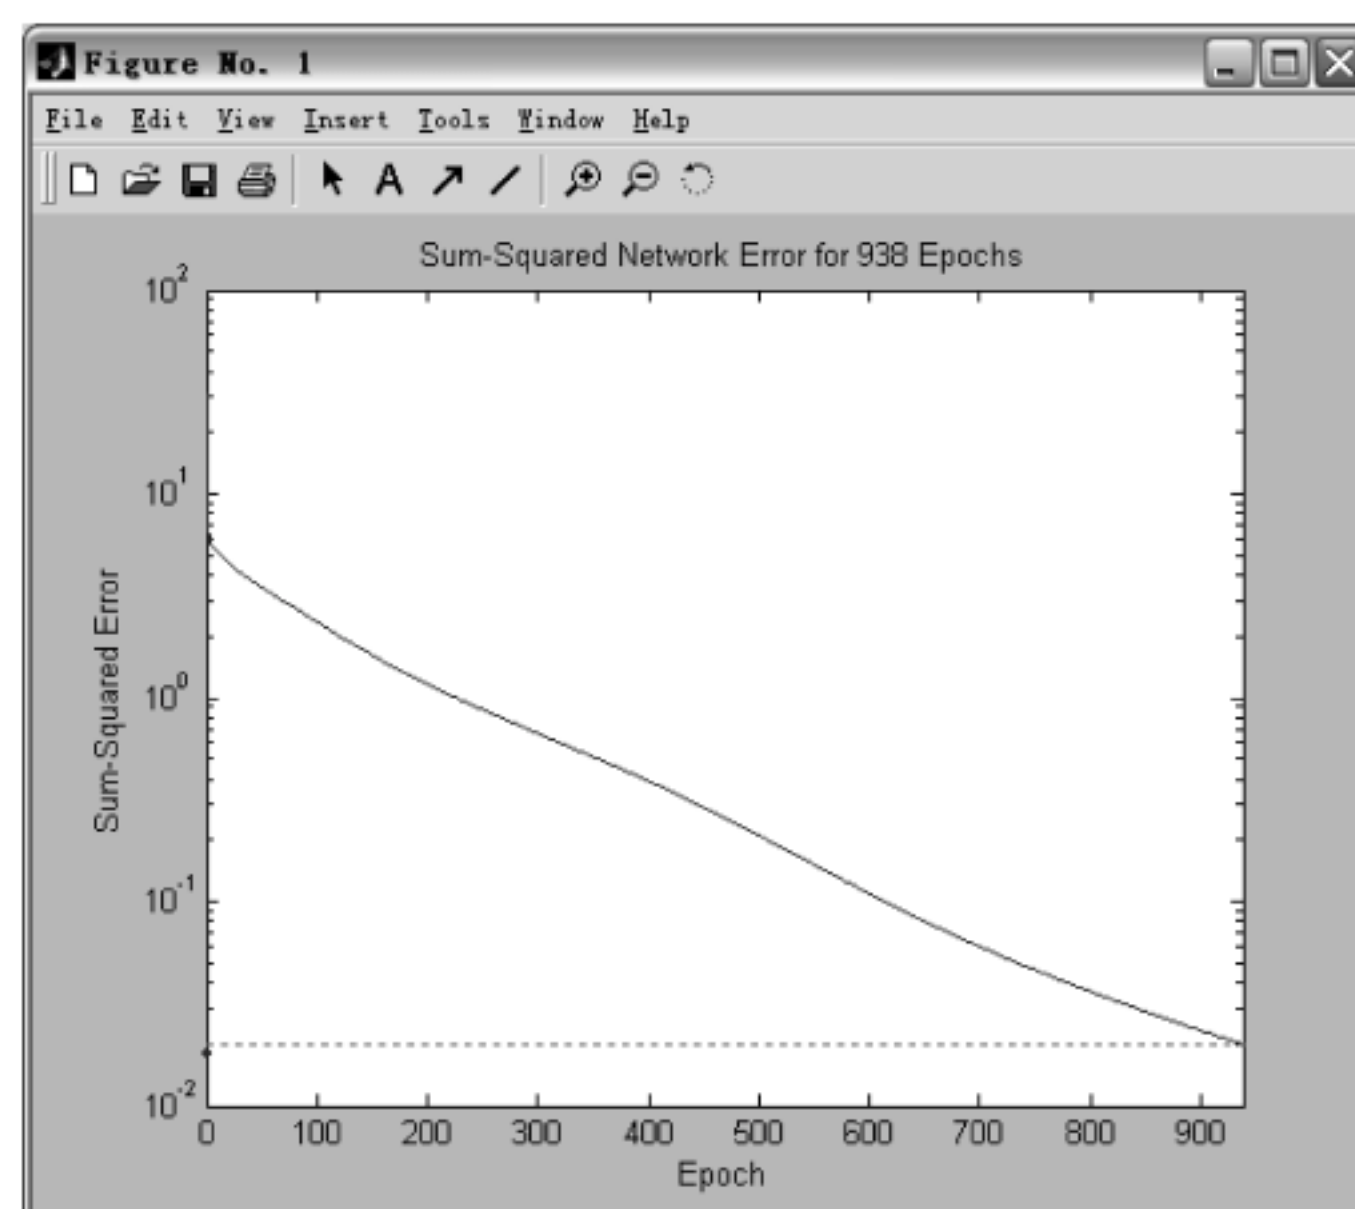 Figure No. 1
File Edit View Insert Tools Window Help
A
Sum-Squared Network Error for 938 Epochs
10^2
10^1
10^0
10^-1
10^-2
Sum-Squared Error
0 100 200 300 400 500 600 700 800 900
Epoch